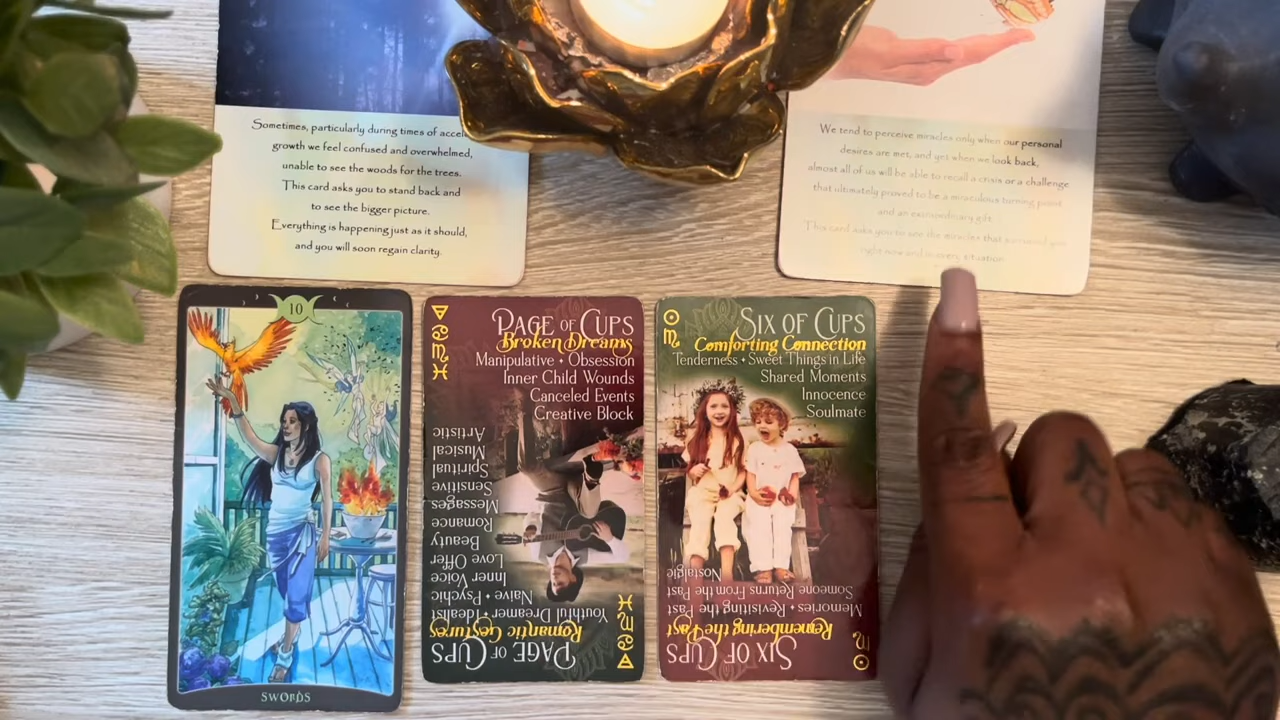 Sometimes, particularly during times of
growth we feel confused and overwhelmed,
unable to see the woods for the trees.
This card asks you to stand back and
to see the bigger picture.
Everything is happening just as it should,
and you will soon regain clarity.
We tend to perceive miracles only when our personal
desires are met, and yet when we look back,
almost all of us will be able to recall a crisis or a challenge
that ultimately proved to be a miraculous turning point
and an extraordinary gift.
This card asks you to see the miracles that surround you
right now and in every situation.
10
SWORDS
PAGE OF CUPS
Broken Dreams
Manipulative • Obsession
Inner Child Wounds
Canceled Events
Creative Block
Artistic
Musical
Spiritual
Sensitive
Messages
Romance
Beauty
Love Offer
Inner Voice
Naive • Psychic
Youthful Dreamer • Idealist
Romantic Gestures
PAGE OF CUPS
SIX OF CUPS
Comforting Connection
Tenderness • Sweet Things in Life
Shared Moments
Innocence
Soulmate
Nostalgic
Someone Returns From the Past
Memories • Revisiting the Past
Remembering the Past
SIX OF CUPS